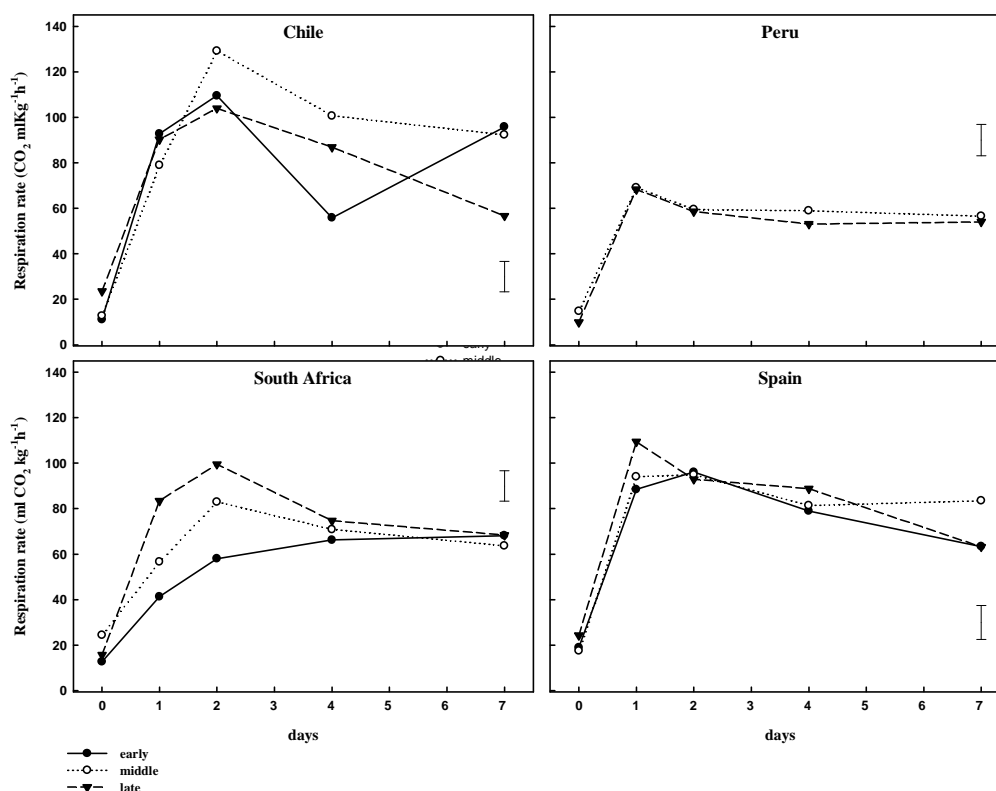 Chile
Respiration rate (CO₂ mlKg⁻¹h⁻¹)
140
120
100
80
60
40
20
0
Peru
early
middle
South Africa
Respiration rate (ml CO₂ kg⁻¹h⁻¹)
140
120
100
80
60
40
20
0
0 1 2 3 4 5 6 7
days
Spain
0 1 2 3 4 5 6 7
days
early
middle
late